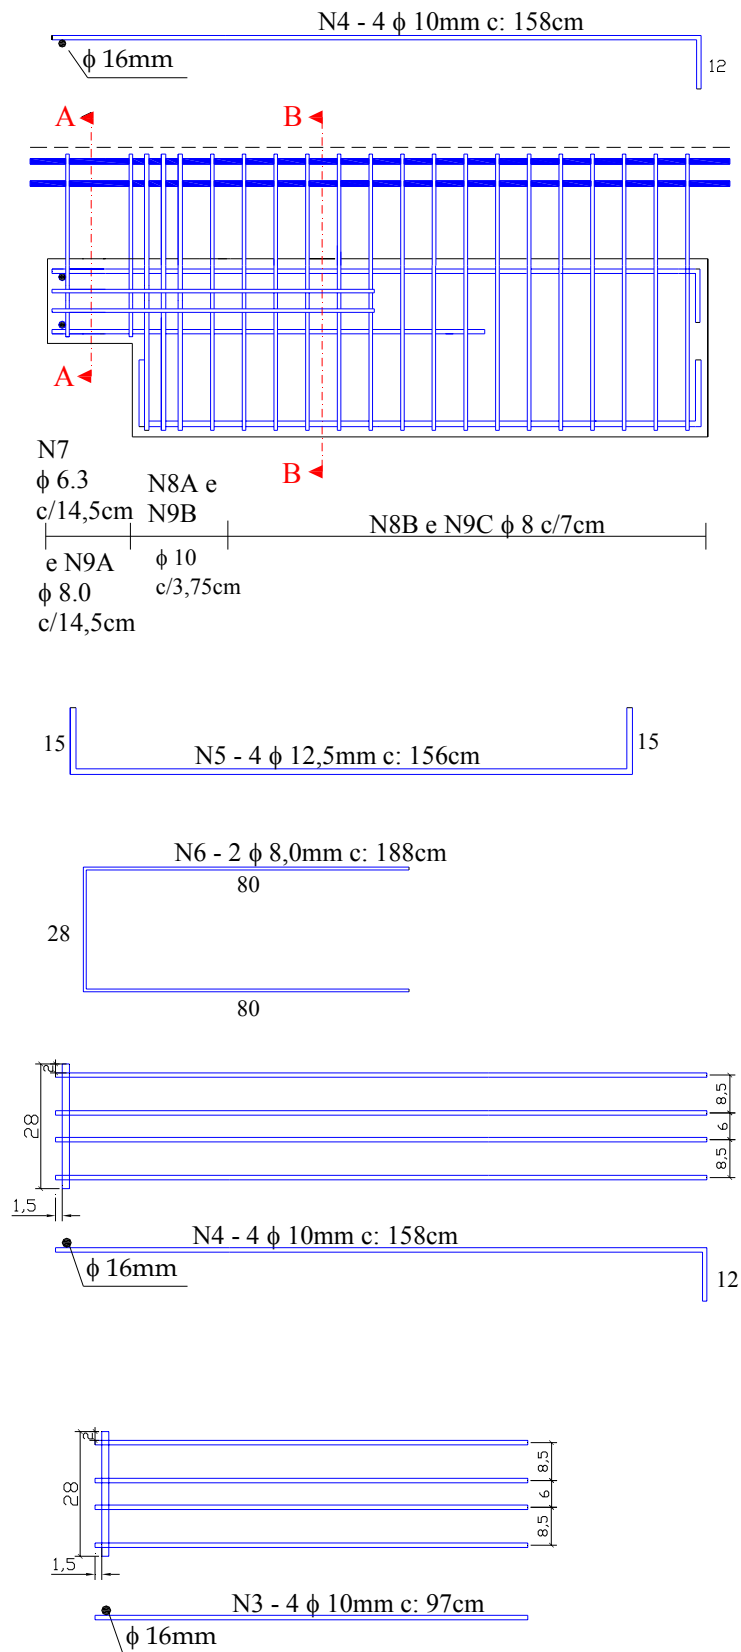 N4 - 4 ϕ 10mm c: 158cm
ϕ 16mm
12
A
B
A
B
N7
ϕ 6.3
c/14,5cm
e N9A
ϕ 8.0
c/14,5cm
N8A e
N9B
ϕ 10
c/3,75cm
N8B e N9C ϕ 8 c/7cm
15
N5 - 4 ϕ 12,5mm c: 156cm
15
N6 - 2 ϕ 8,0mm c: 188cm
80
28
80
2
28
8,5
6
8,5
1,5
N4 - 4 ϕ 10mm c: 158cm
ϕ 16mm
12
2
28
8,5
6
8,5
1,5
N3 - 4 ϕ 10mm c: 97cm
ϕ 16mm